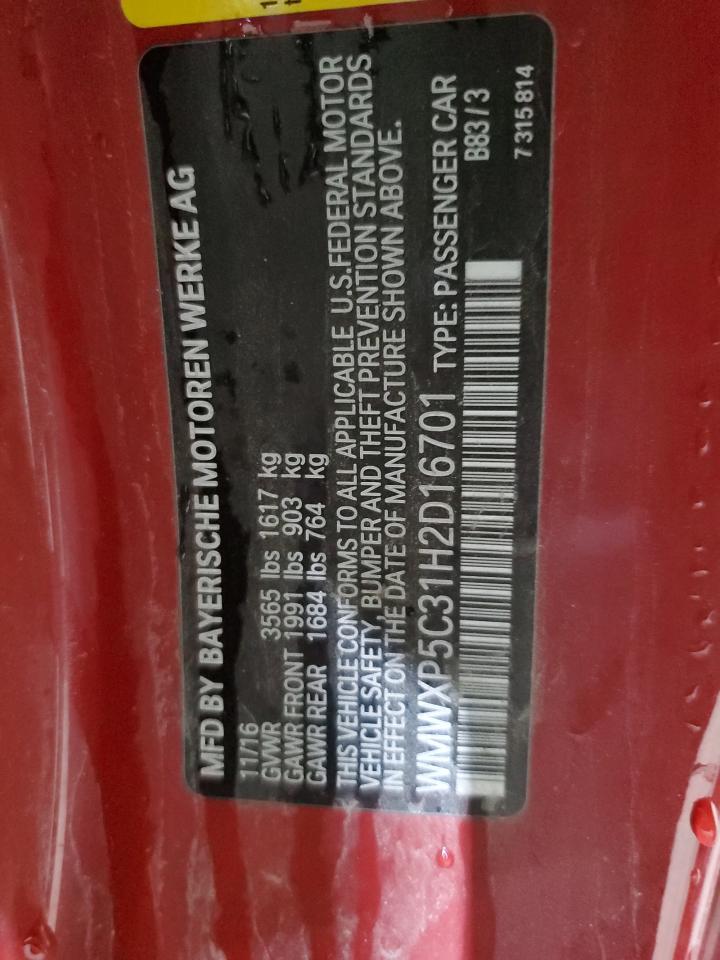 MFD BY BAYERISCHE MOTOREN WERKE AG
11/16
GVWR 3565 lbs 1617 kg
GAWR FRONT 1991 lbs 903 kg
GAWR REAR 1684 lbs 764 kg
THIS VEHICLE CONFORMS TO ALL APPLICABLE U.S.FEDERAL MOTOR
VEHICLE SAFETY, BUMPER AND THEFT PREVENTION STANDARDS
IN EFFECT ON THE DATE OF MANUFACTURE SHOWN ABOVE.
WMWXP5C31H2D16701 TYPE: PASSENGER CAR
B83 / 3
7 315 814